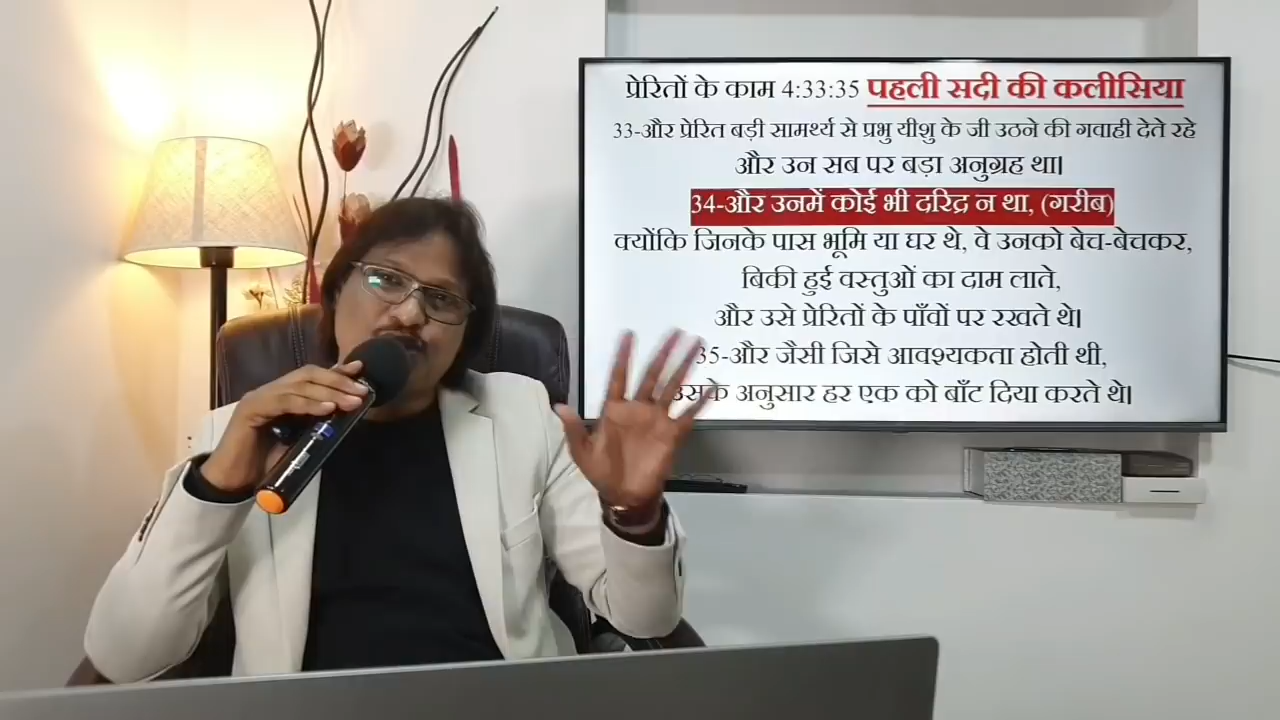 प्रेरितों के काम 4:33:35 पहली सदी की कलीसिया
33-और प्रेरित बड़ी सामर्थ्य से प्रभु यीशु के जी उठने की गवाही देते रहे
और उन सब पर बड़ा अनुग्रह था।
34-और उनमें कोई भी दरिद्र न था, (गरीब)
क्योंकि जिनके पास भूमि या घर थे, वे उनको बेच-बेचकर,
बिकी हुई वस्तुओं का दाम लाते,
और उसे प्रेरितों के पाँवों पर रखते थे।
35-और जैसी जिसे आवश्यकता होती थी,
उसके अनुसार हर एक को बाँट दिया करते थे।